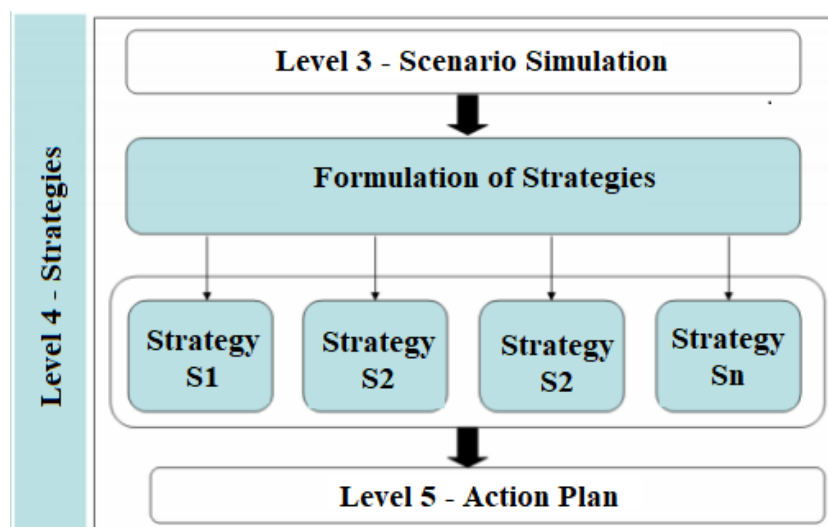 Level 4 - Strategies
Level 3 - Scenario Simulation
Formulation of Strategies
Strategy
S1
Strategy
S2
Strategy
S2
Strategy
Sn
Level 5 - Action Plan